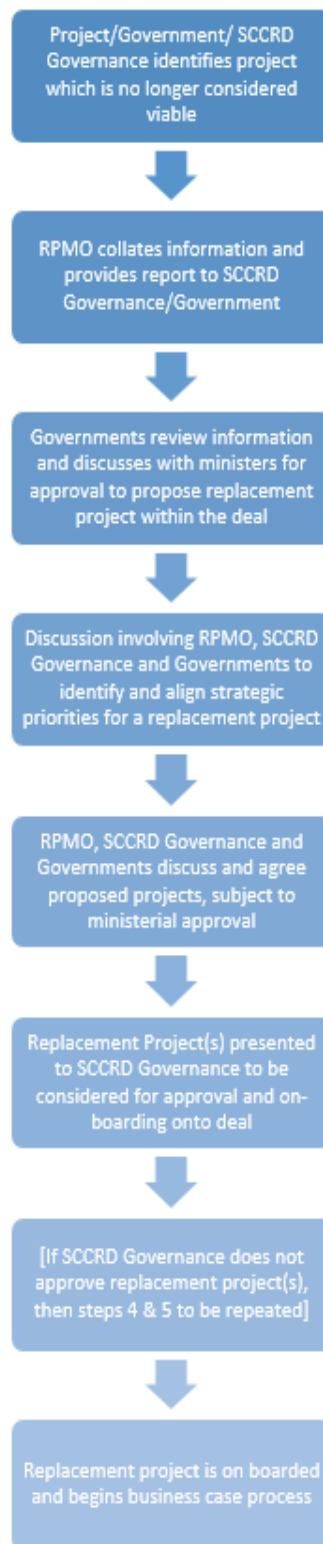 Project/Government/ SCCRD
Governance identifies project
which is no longer considered
viable
RPMO collates information and
provides report to SCCRD
Governance/Government
Governments review information
and discusses with ministers for
approval to propose replacement
project within the deal
Discussion involving RPMO, SCCRD
Governance and Governments to
identify and align strategic
priorities for a replacement project
RPMO, SCCRD Governance and
Governments discuss and agree
proposed projects, subject to
ministerial approval
Replacement Project(s) presented
to SCCRD Governance to be
considered for approval and on-
boarding onto deal
[If SCCRD Governance does not
approve replacement project(s),
then steps 4 & 5 to be repeated]
Replacement project is on boarded
and begins business case process